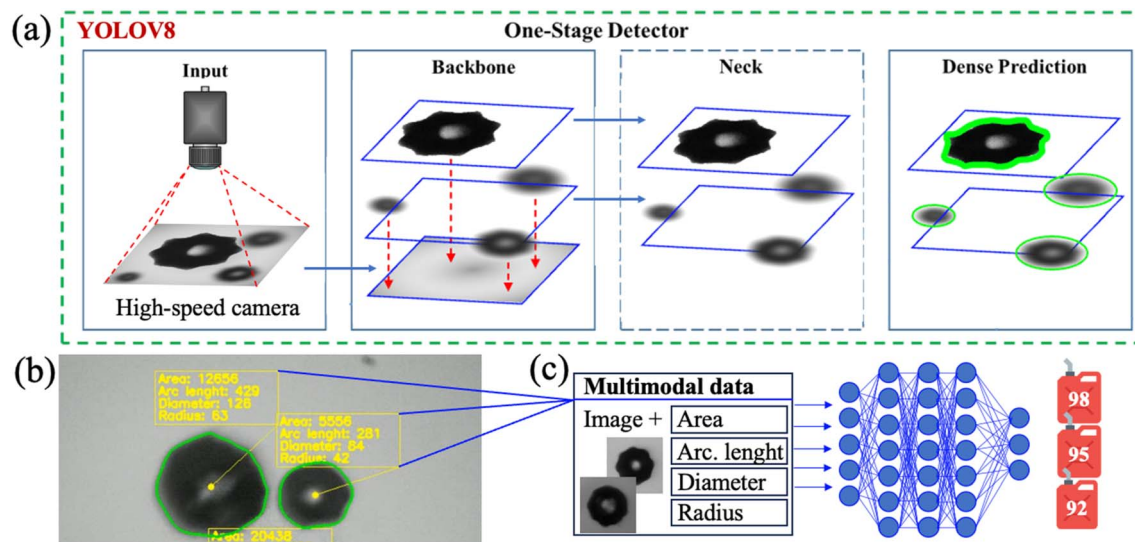 (a)
YOLOV8
One-Stage Detector
Input
High-speed camera
Backbone
Neck
Dense Prediction
(b)
Area: 12656
Arc lenght: 429
Diameter: 126
Radius: 63
Area: 5556
Arc lenght: 281
Diameter: 84
Radius: 42
Area: 20438
(c)
Multimodal data
Image +
Area
Arc. lenght
Diameter
Radius
98
95
92